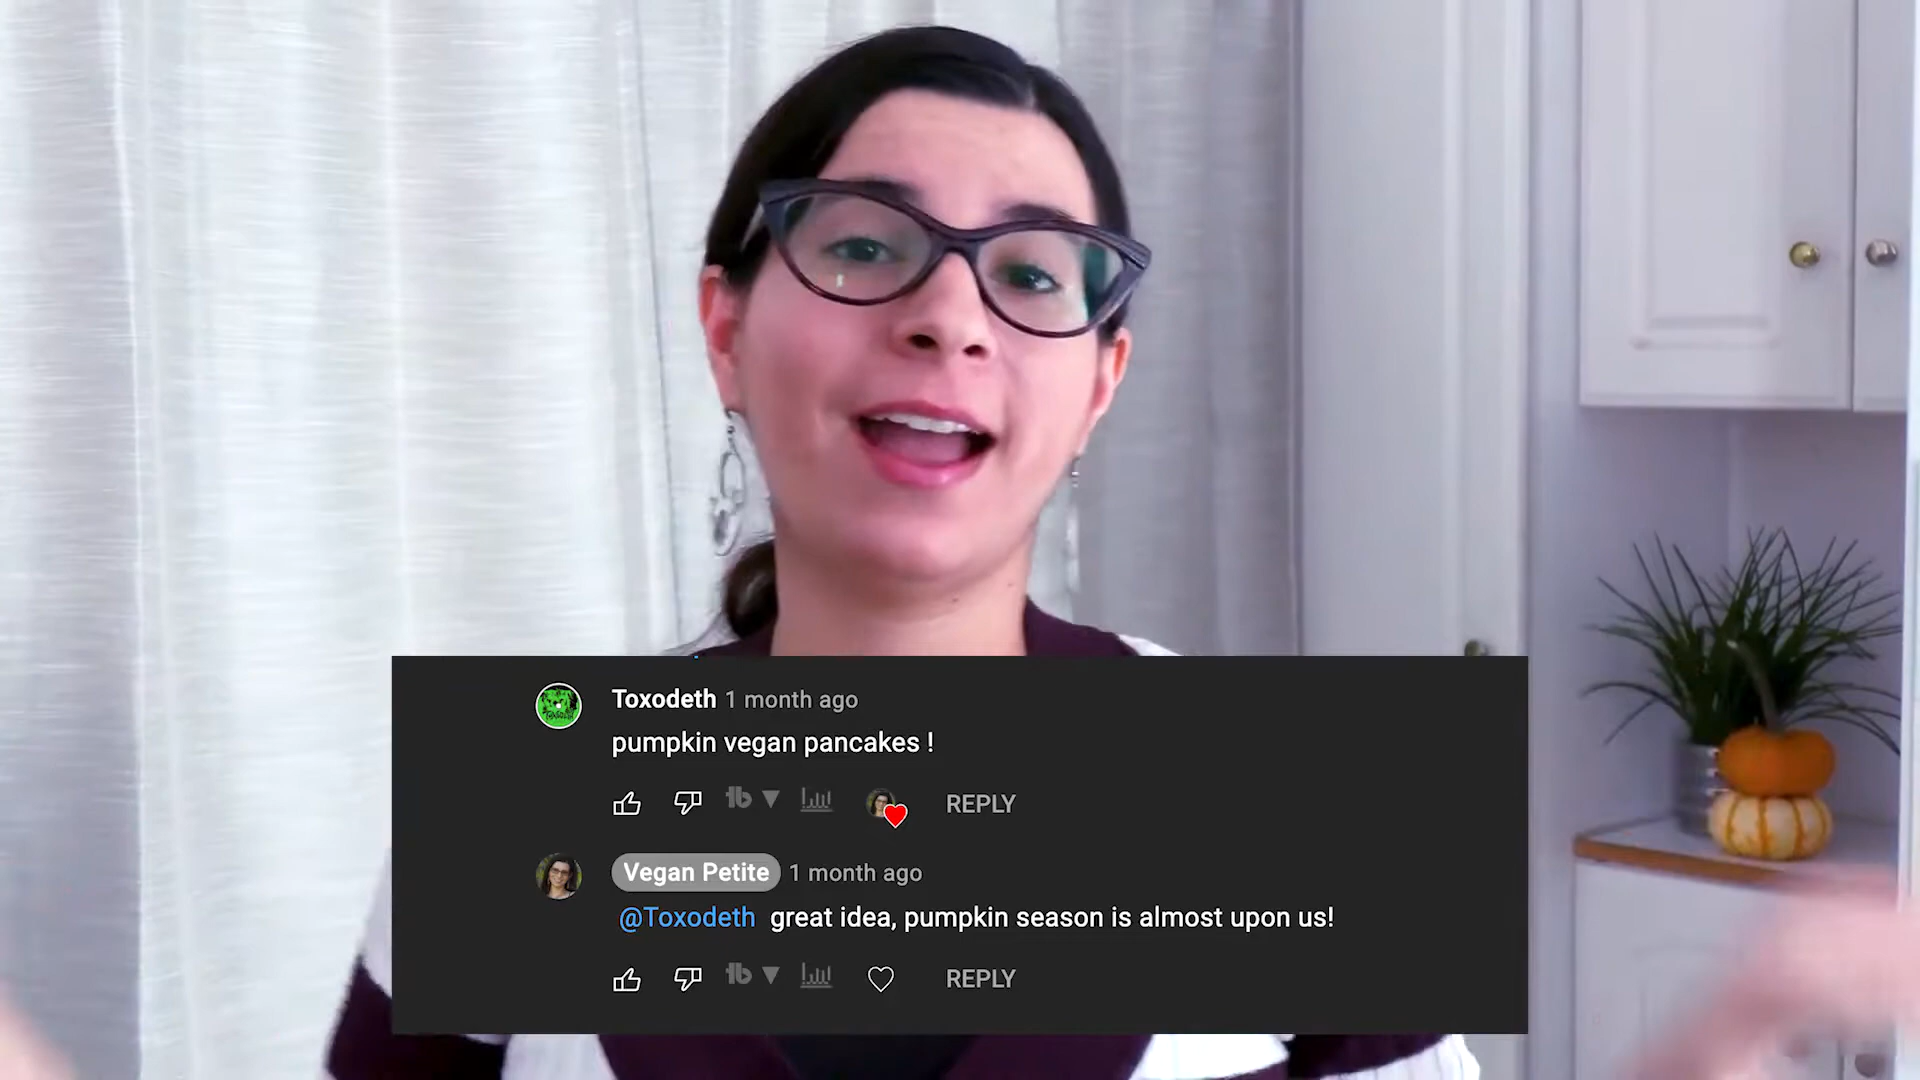 Toxodeth 1 month ago
pumpkin vegan pancakes !
REPLY
Vegan Petite 1 month ago
@Toxodeth great idea, pumpkin season is almost upon us!
REPLY